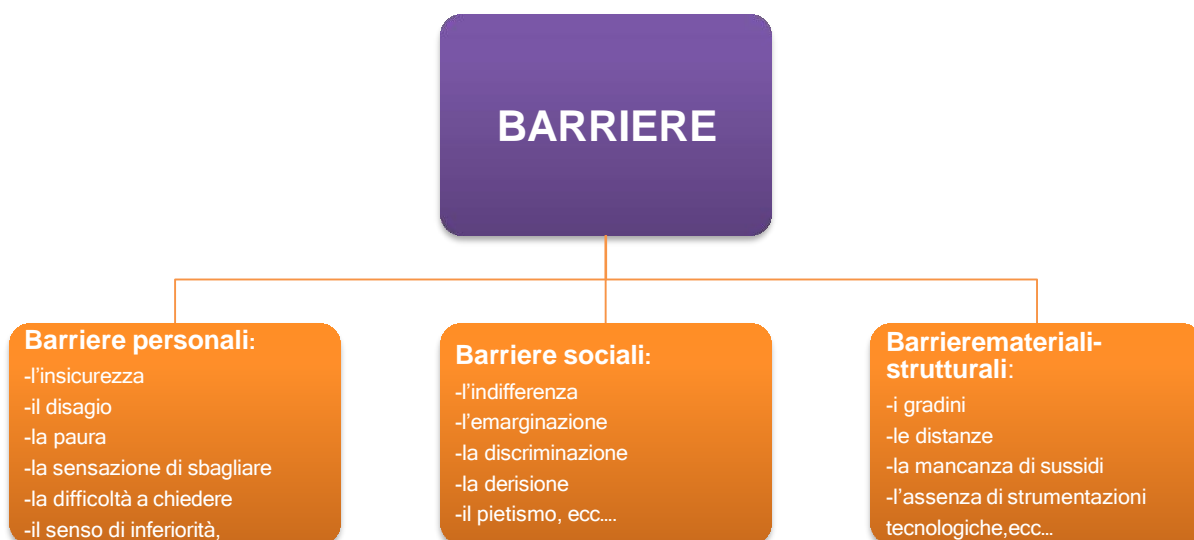 BARRIERE
Barriere personali:
-l’insicurezza
-il disagio
-la paura
-la sensazione di sbagliare
-la difficoltà a chiedere
-il senso di inferiorità,
Barriere sociali:
-l’indifferenza
-l’emarginazione
-la discriminazione
-la derisione
-il pietismo, ecc....
Barrieremateriali-
strutturali:
-i gradini
-le distanze
-la mancanza di sussidi
-l’assenza di strumentazioni
tecnologiche,ecc...